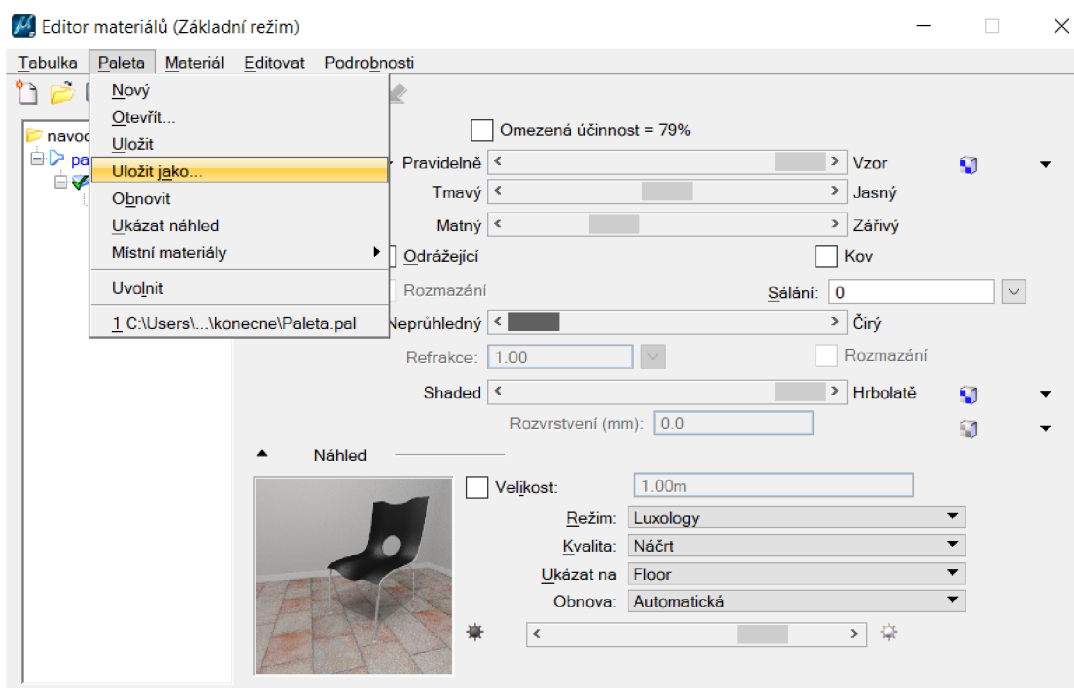 Editor materiálů (Základní režim)
Tabulka Paleta Materiál Editovat Podrobnosti
Nový
Otevřít...
Uložit
Uložit jako...
Obnovit
Ukázat náhled
Místní materiály
Uvolnit
1 C:\Users\...\konecne\Paleta.pal
Omezená účinnost = 79%
Pravidelně Vzor
Tmavý Jasný
Matný Zářivý
Odrážející Kov
Rozmazání Sálání: 0
Neprůhledný Čirý
Refrakce: 1.00 Rozmazání
Shaded Hrbolatě
Rozvrstvení (mm): 0.0
Náhled
Velikost: 1.00m
Režim: Luxology
Kvalita: Náčrt
Ukázat na Floor
Obnova: Automatická